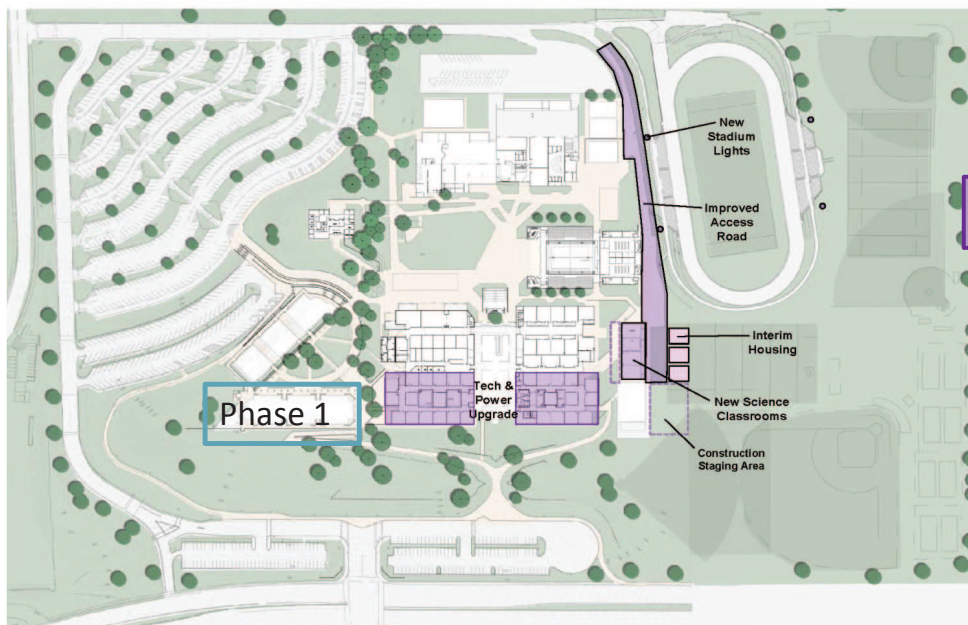 New
Stadium
Lights
Improved
Access
Road
Interim
Housing
Tech &
Power
Upgrade
Phase 1
New Science
Classrooms
Construction
Staging Area